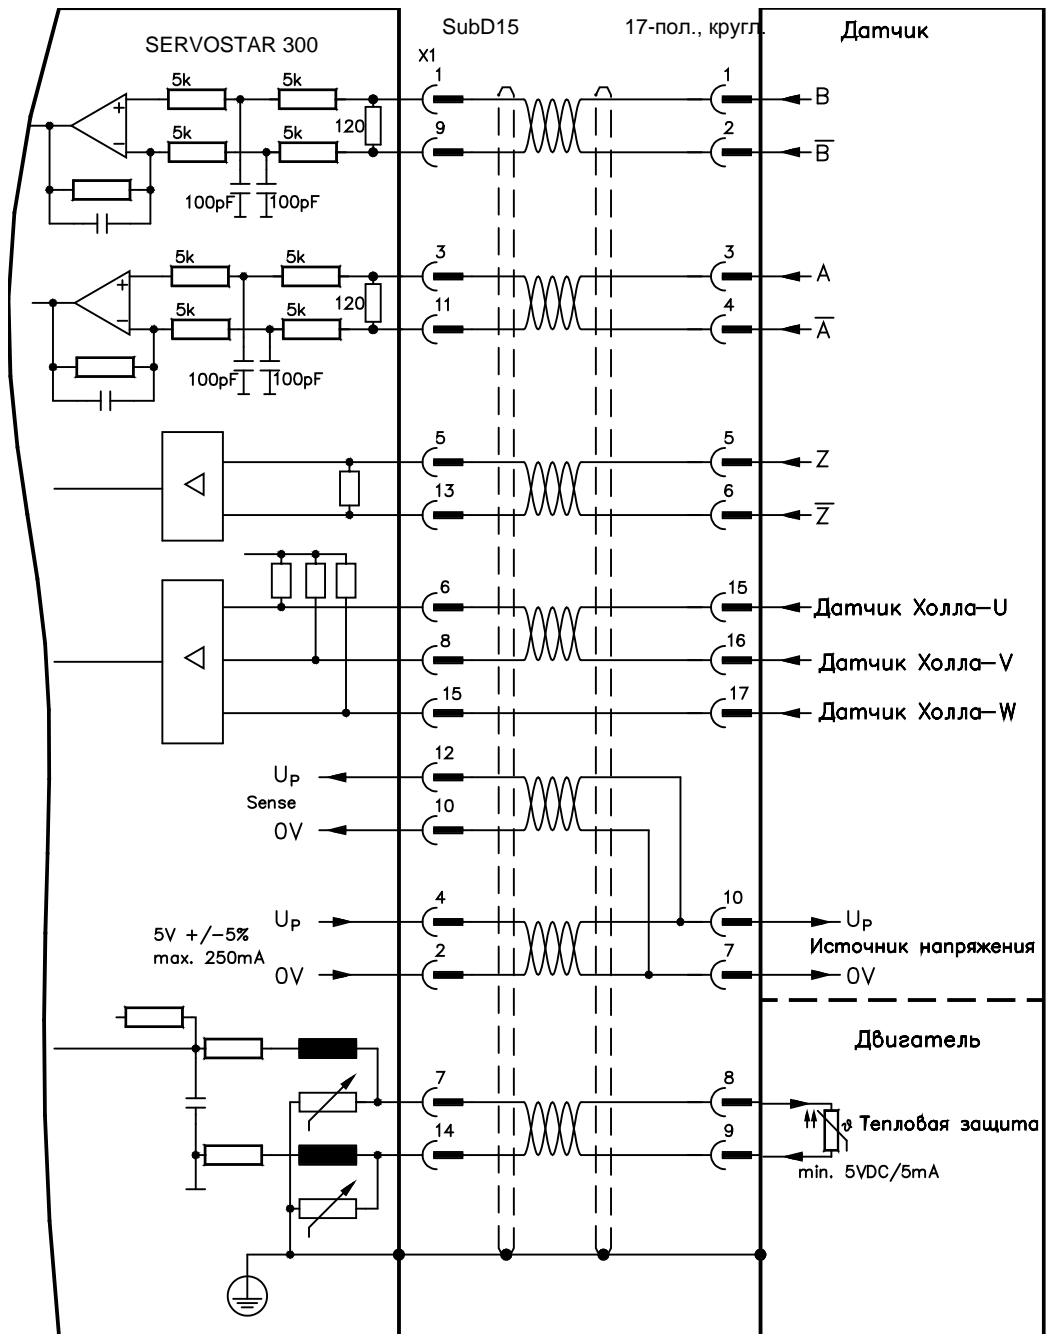 SERVOSTAR 300
SubD15
17-пол., кругл.
Датчик
X1
5k 5k 1 1 B
120
5k 5k 9 2 B̅
100pF 100pF
5k 5k 3 3 A
120
5k 5k 11 4 A̅
100pF 100pF
5 5 Z
13 6 Z̅
6 15 Датчик Холла-U
8 16 Датчик Холла-V
15 17 Датчик Холла-W
UP 12
Sense
0V 10
UP 4 10 UP
5V +/-5%
max. 250mA
Источник напряжения
0V 2 7 0V
Двигатель
7 8
ϑ Тепловая защита
14 9
min. 5VDC/5mA